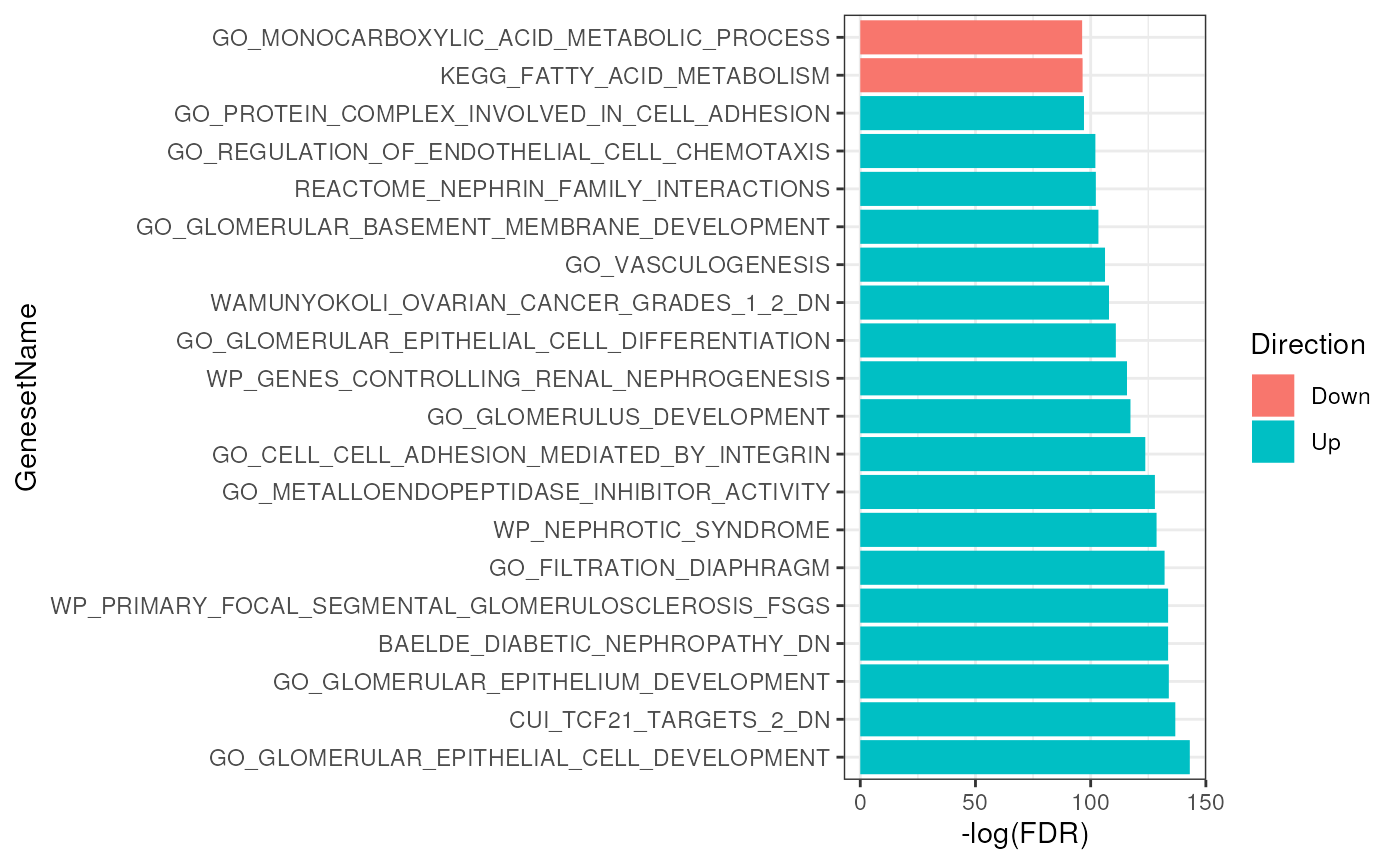 GenesetName
GO_MONOCARBOXYLIC_ACID_METABOLIC_PROCESS
KEGG_FATTY_ACID_METABOLISM
GO_PROTEIN_COMPLEX_INVOLVED_IN_CELL_ADHESION
GO_REGULATION_OF_ENDOTHELIAL_CELL_CHEMOTAXIS
REACTOME_NEPHRIN_FAMILY_INTERACTIONS
GO_GLOMERULAR_BASEMENT_MEMBRANE_DEVELOPMENT
GO_VASCULOGENESIS
WAMUNYOKOLI_OVARIAN_CANCER_GRADES_1_2_DN
GO_GLOMERULAR_EPITHELIAL_CELL_DIFFERENTIATION
WP_GENES_CONTROLLING_RENAL_NEPHROGENESIS
GO_GLOMERULUS_DEVELOPMENT
GO_CELL_CELL_ADHESION_MEDIATED_BY_INTEGRIN
GO_METALLOENDOPEPTIDASE_INHIBITOR_ACTIVITY
WP_NEPHROTIC_SYNDROME
GO_FILTRATION_DIAPHRAGM
WP_PRIMARY_FOCAL_SEGMENTAL_GLOMERULOSCLEROSIS_FSGS
BAELDE_DIABETIC_NEPHROPATHY_DN
GO_GLOMERULAR_EPITHELIUM_DEVELOPMENT
CUI_TCF21_TARGETS_2_DN
GO_GLOMERULAR_EPITHELIAL_CELL_DEVELOPMENT
0 50 100 150
-log(FDR)
Direction
Down
Up